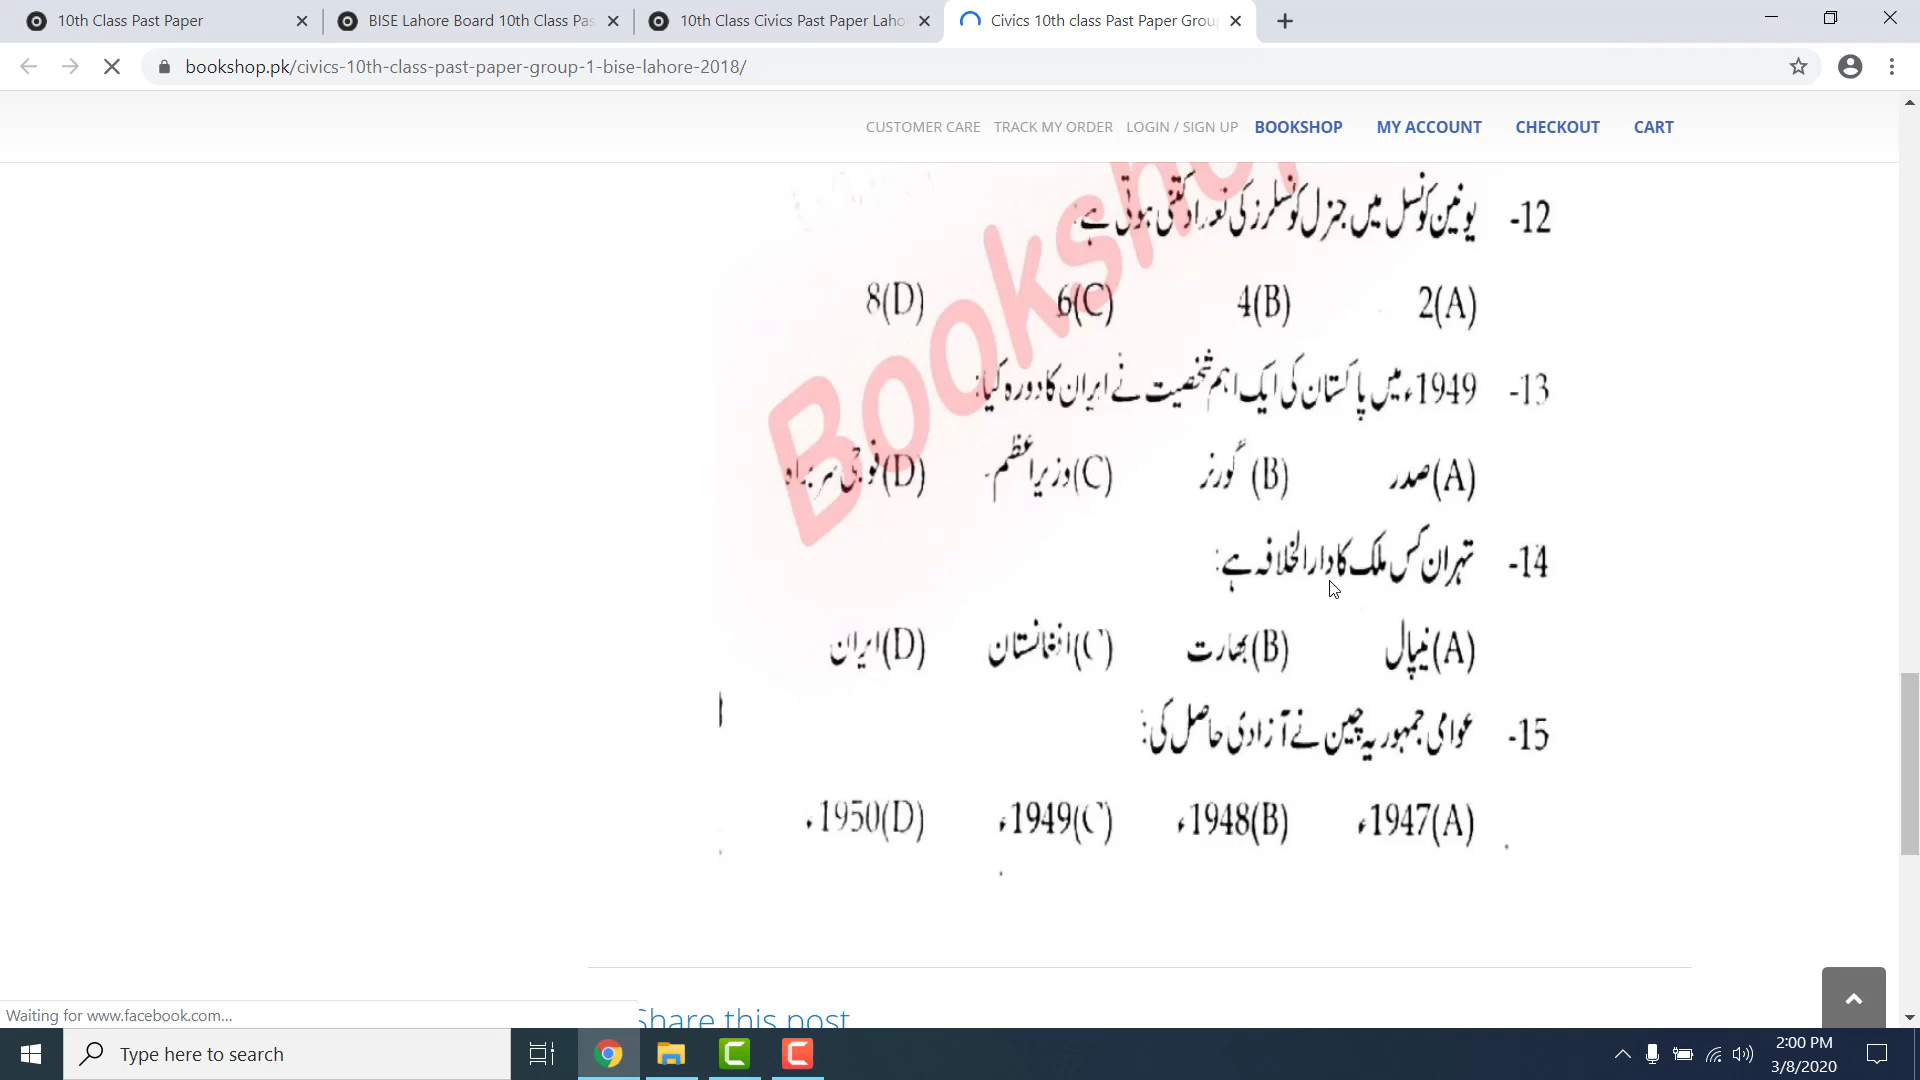 10th Class Past Paper
BISE Lahore Board 10th Class Pas
10th Class Civics Past Paper Laho
Civics 10th class Past Paper Grou
bookshop.pk/civics-10th-class-past-paper-group-1-bise-lahore-2018/
CUSTOMER CARE TRACK MY ORDER LOGIN / SIGN UP BOOKSHOP MY ACCOUNT CHECKOUT CART
Bookshop
12- یونین کونسل میں جنرل کونسلرز کی تعداد کتنی ہوتی ہے:
2(A) 4(B) 6(C) 8(D)
13- 1949ء میں پاکستان کی ایک اہم شخصیت نے ایران کا دورہ کیا:
(A) صدر (B) گورنر (C) وزیراعظم (D) فوجی سربراہ
14- تہران کس ملک کا دارالخلافہ ہے:
(A) نیپال (B) بھارت (C) افغانستان (D) ایران
15- عوامی جمہوریہ چین نے آزادی حاصل کی:
1947(A)ء 1948(B)ء 1949(C)ء 1950(D)ء
Share this post
Waiting for www.facebook.com...
Type here to search
2:00 PM
3/8/2020